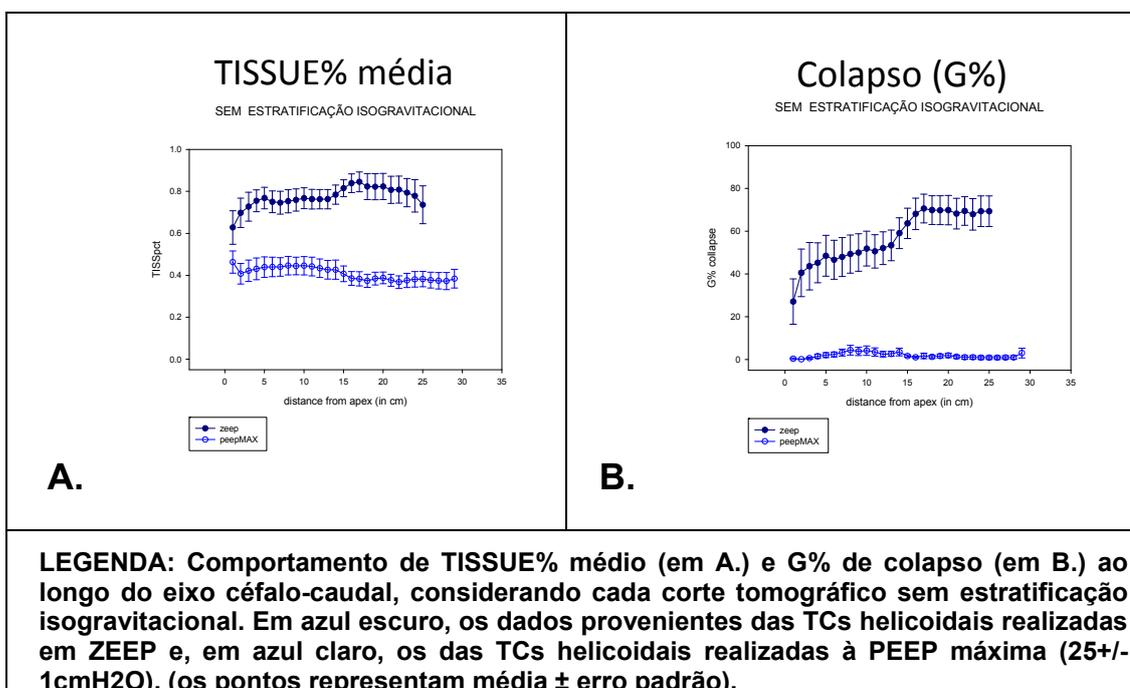 TISSUE% média
SEM ESTRATIFICAÇÃO ISOGRAVITACIONAL
1.0
0.8
0.6
0.4
0.2
0.0
TISSpct
0 5 10 15 20 25 30 35
distance from apex (in cm)
zeep
peepMAX
A.
Colapso (G%)
SEM ESTRATIFICAÇÃO ISOGRAVITACIONAL
100
80
60
40
20
0
G% collapse
0 5 10 15 20 25 30 35
distance from apex (in cm)
zeep
peepMAX
B.
LEGENDA: Comportamento de TISSUE% médio (em A.) e G% de colapso (em B.) ao
longo do eixo céfalo-caudal, considerando cada corte tomográfico sem estratificação
isogravitacional. Em azul escuro, os dados provenientes das TCs helicoidais realizadas
em ZEEP e, em azul claro, os das TCs helicoidais realizadas à PEEP máxima (25+/-
1cmH2O). (os pontos representam média ± erro padrão).